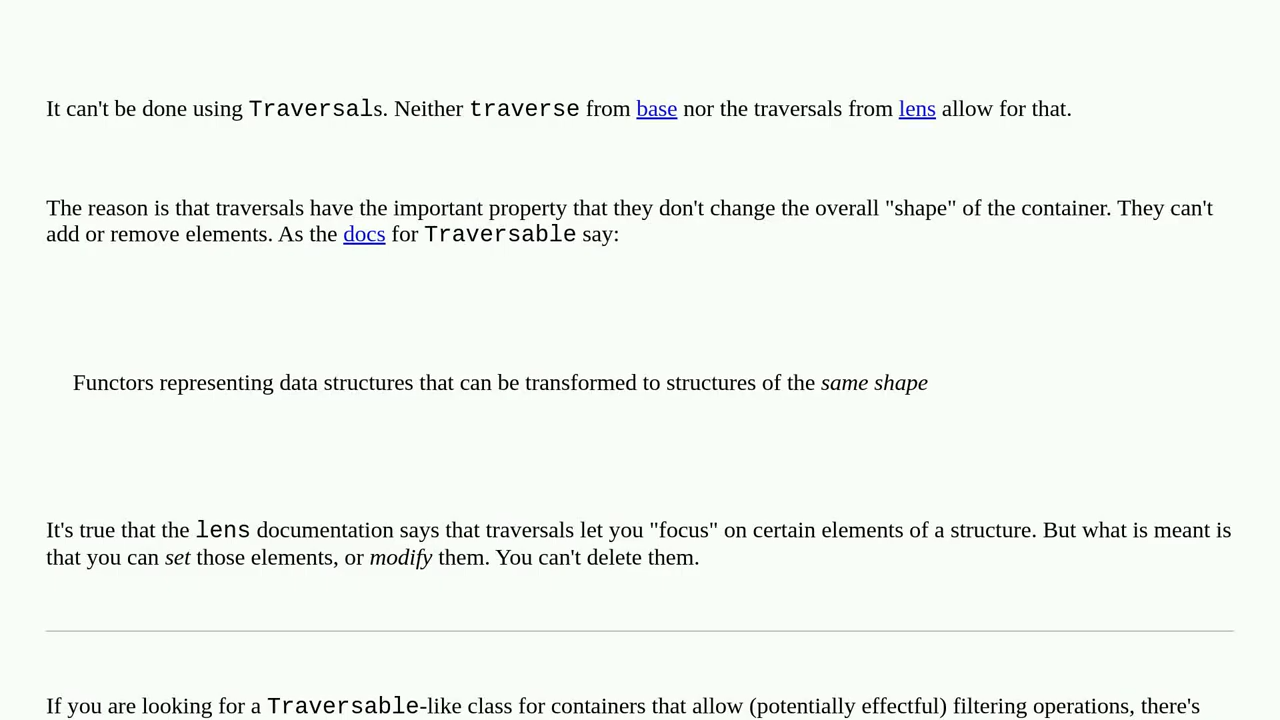 It can't be done using Traversals. Neither traverse from base nor the traversals from lens allow for that.
The reason is that traversals have the important property that they don't change the overall "shape" of the container. They can't
add or remove elements. As the docs for Traversable say:
Functors representing data structures that can be transformed to structures of the same shape
It's true that the lens documentation says that traversals let you "focus" on certain elements of a structure. But what is meant is
that you can set those elements, or modify them. You can't delete them.
If you are looking for a Traversable-like class for containers that allow (potentially effectful) filtering operations, there's